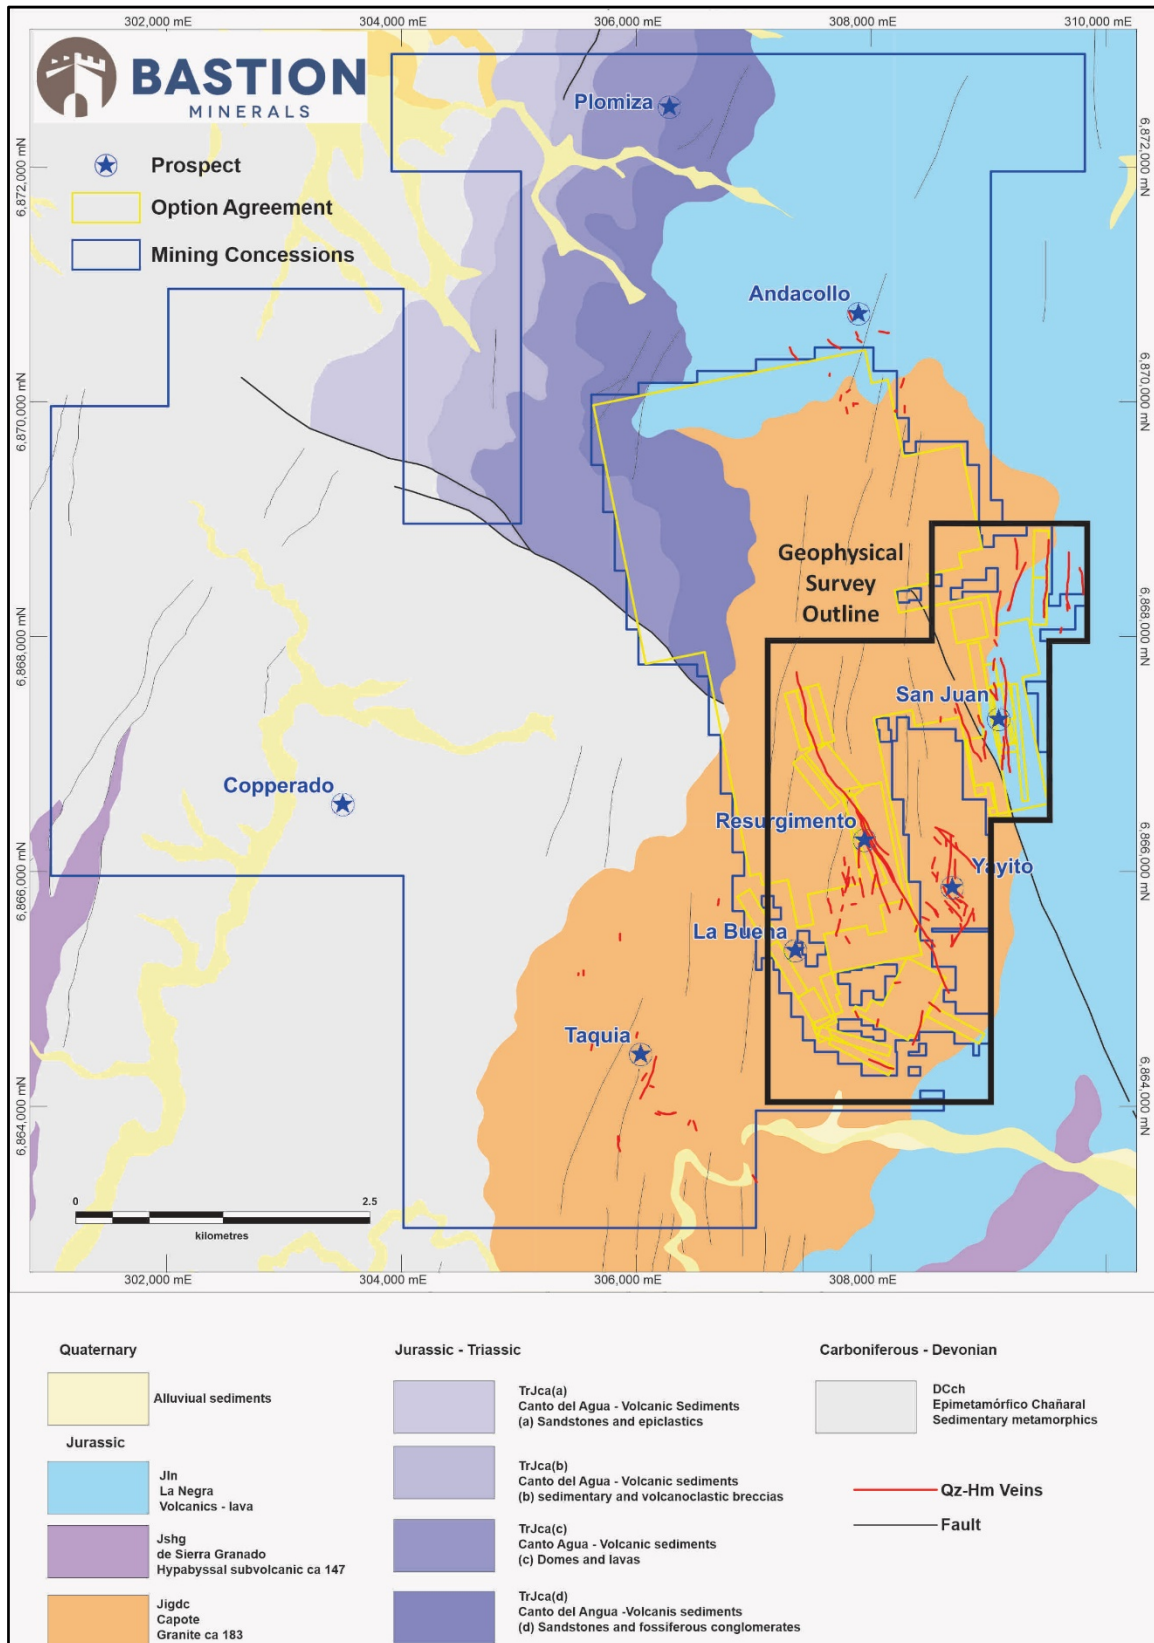 302,000 mE
304,000 mE
306,000 mE
308,000 mE
310,000 mE
BASTION
MINERALS
Prospect
Option Agreement
Mining Concessions
6,872,000 mN
6,872,000 mN
Plomiza
Andacollo
6,870,000 mN
6,870,000 mN
Geophysical
Survey
Outline
6,868,000 mN
6,868,000 mN
San Juan
Copperado
Resurgimento
Yayito
6,866,000 mN
6,866,000 mN
La Buena
Taquia
6,864,000 mN
6,864,000 mN
0
2.5
kilometres
302,000 mE
304,000 mE
306,000 mE
308,000 mE
Quaternary
Alluviual sediments
Jurassic
Jln
La Negra
Volcanics - lava
Jshg
de Sierra Granado
Hypabyssal subvolcanic ca 147
Jigdc
Capote
Granite ca 183
Jurassic - Triassic
TrJca(a)
Canto del Agua - Volcanic Sediments
(a) Sandstones and epiclastics
TrJca(b)
Canto del Agua - Volcanic sediments
(b) sedimentary and volcanoclastic breccias
TrJca(c)
Canto Agua - Volcanic sediments
(c) Domes and lavas
TrJca(d)
Canto del Angua -Volcanis sediments
(d) Sandstones and fossiferous conglomerates
Carboniferous - Devonian
DCch
Epimetamórfico Chañaral
Sedimentary metamorphics
Qz-Hm Veins
Fault